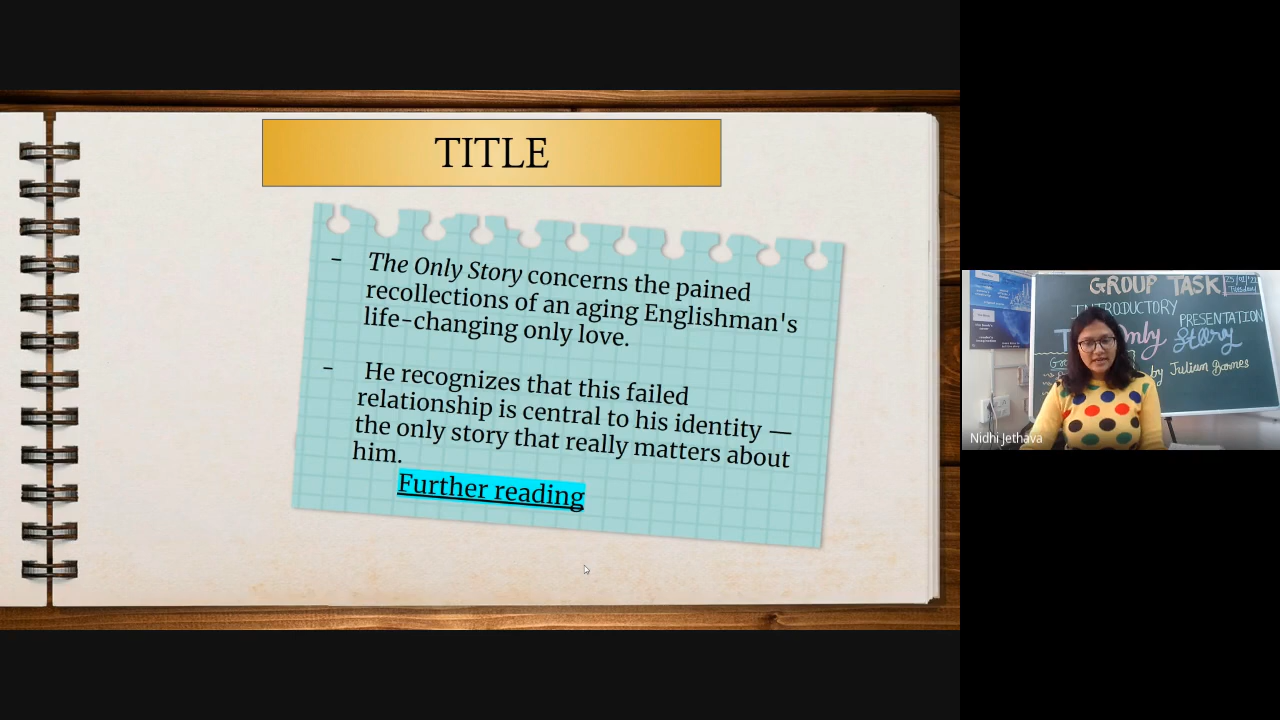 TITLE
- The Only Story concerns the pained
recollections of an aging Englishman's
life-changing only love.
- He recognizes that this failed
relationship is central to his identity —
the only story that really matters about
him.
Further reading
GROUP TASK
INTRODUCTORY
PRESENTATION
Only Story
by Julian Barnes
Nidhi Jethava